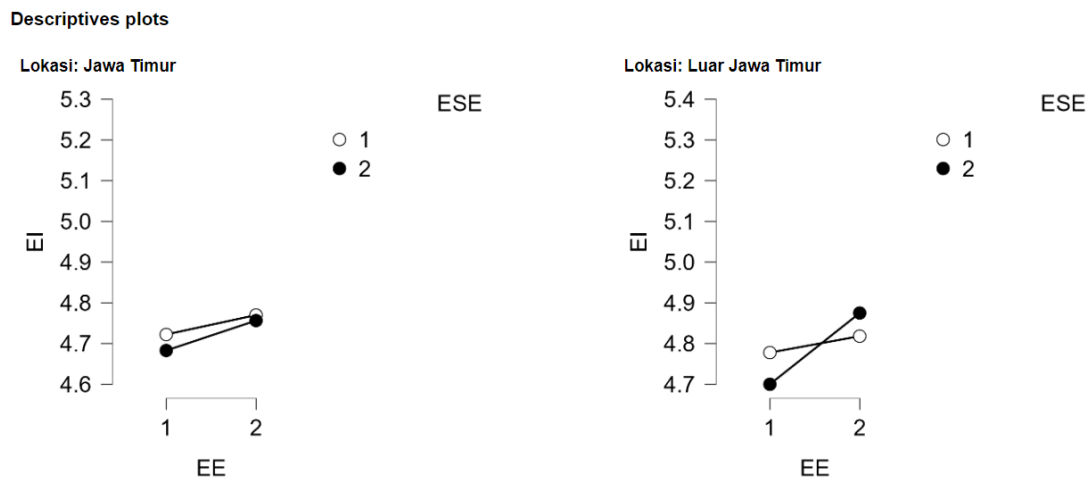 Descriptives plots
Lokasi: Jawa Timur
5.3
5.2
5.1
5.0
4.9
4.8
4.7
4.6
EI
1
2
EE
ESE
1
2
Lokasi: Luar Jawa Timur
5.4
5.3
5.2
5.1
5.0
4.9
4.8
4.7
EI
1
2
EE
ESE
1
2